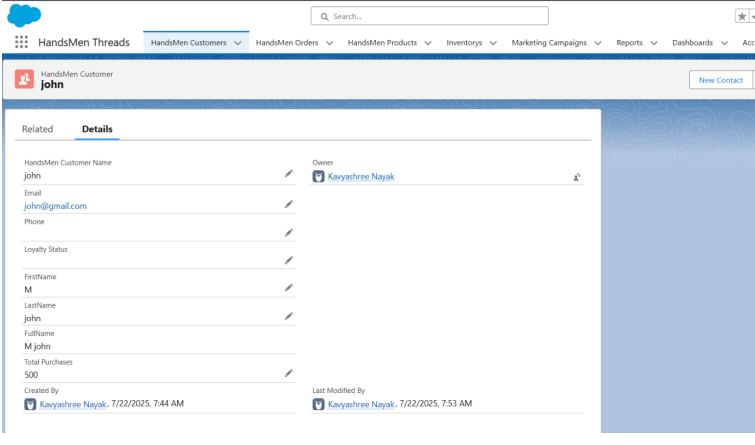 Search...
HandsMen Threads HandsMen Customers HandsMen Orders HandsMen Products Inventorys Marketing Campaigns Reports Dashboards Acc
HandsMen Customer
john
New Contact
Related Details
HandsMen Customer Name
john
Owner
Kavyashree Nayak
Email
john@gmail.com
Phone
Loyalty Status
FirstName
M
LastName
john
FullName
M john
Total Purchases
500
Created By
Kavyashree Nayak, 7/22/2025, 7:44 AM
Last Modified By
Kavyashree Nayak, 7/22/2025, 7:53 AM